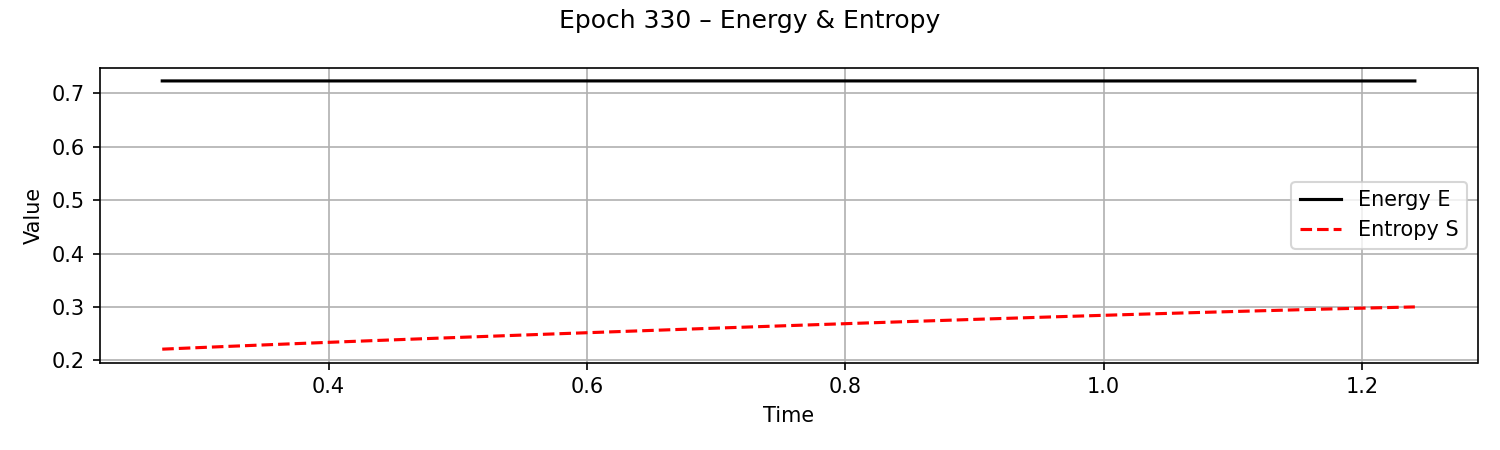 Epoch 330 – Energy & Entropy
0.7
0.6
0.5
0.4
0.3
0.2
Value
Energy E
Entropy S
0.4 0.6 0.8 1.0 1.2
Time